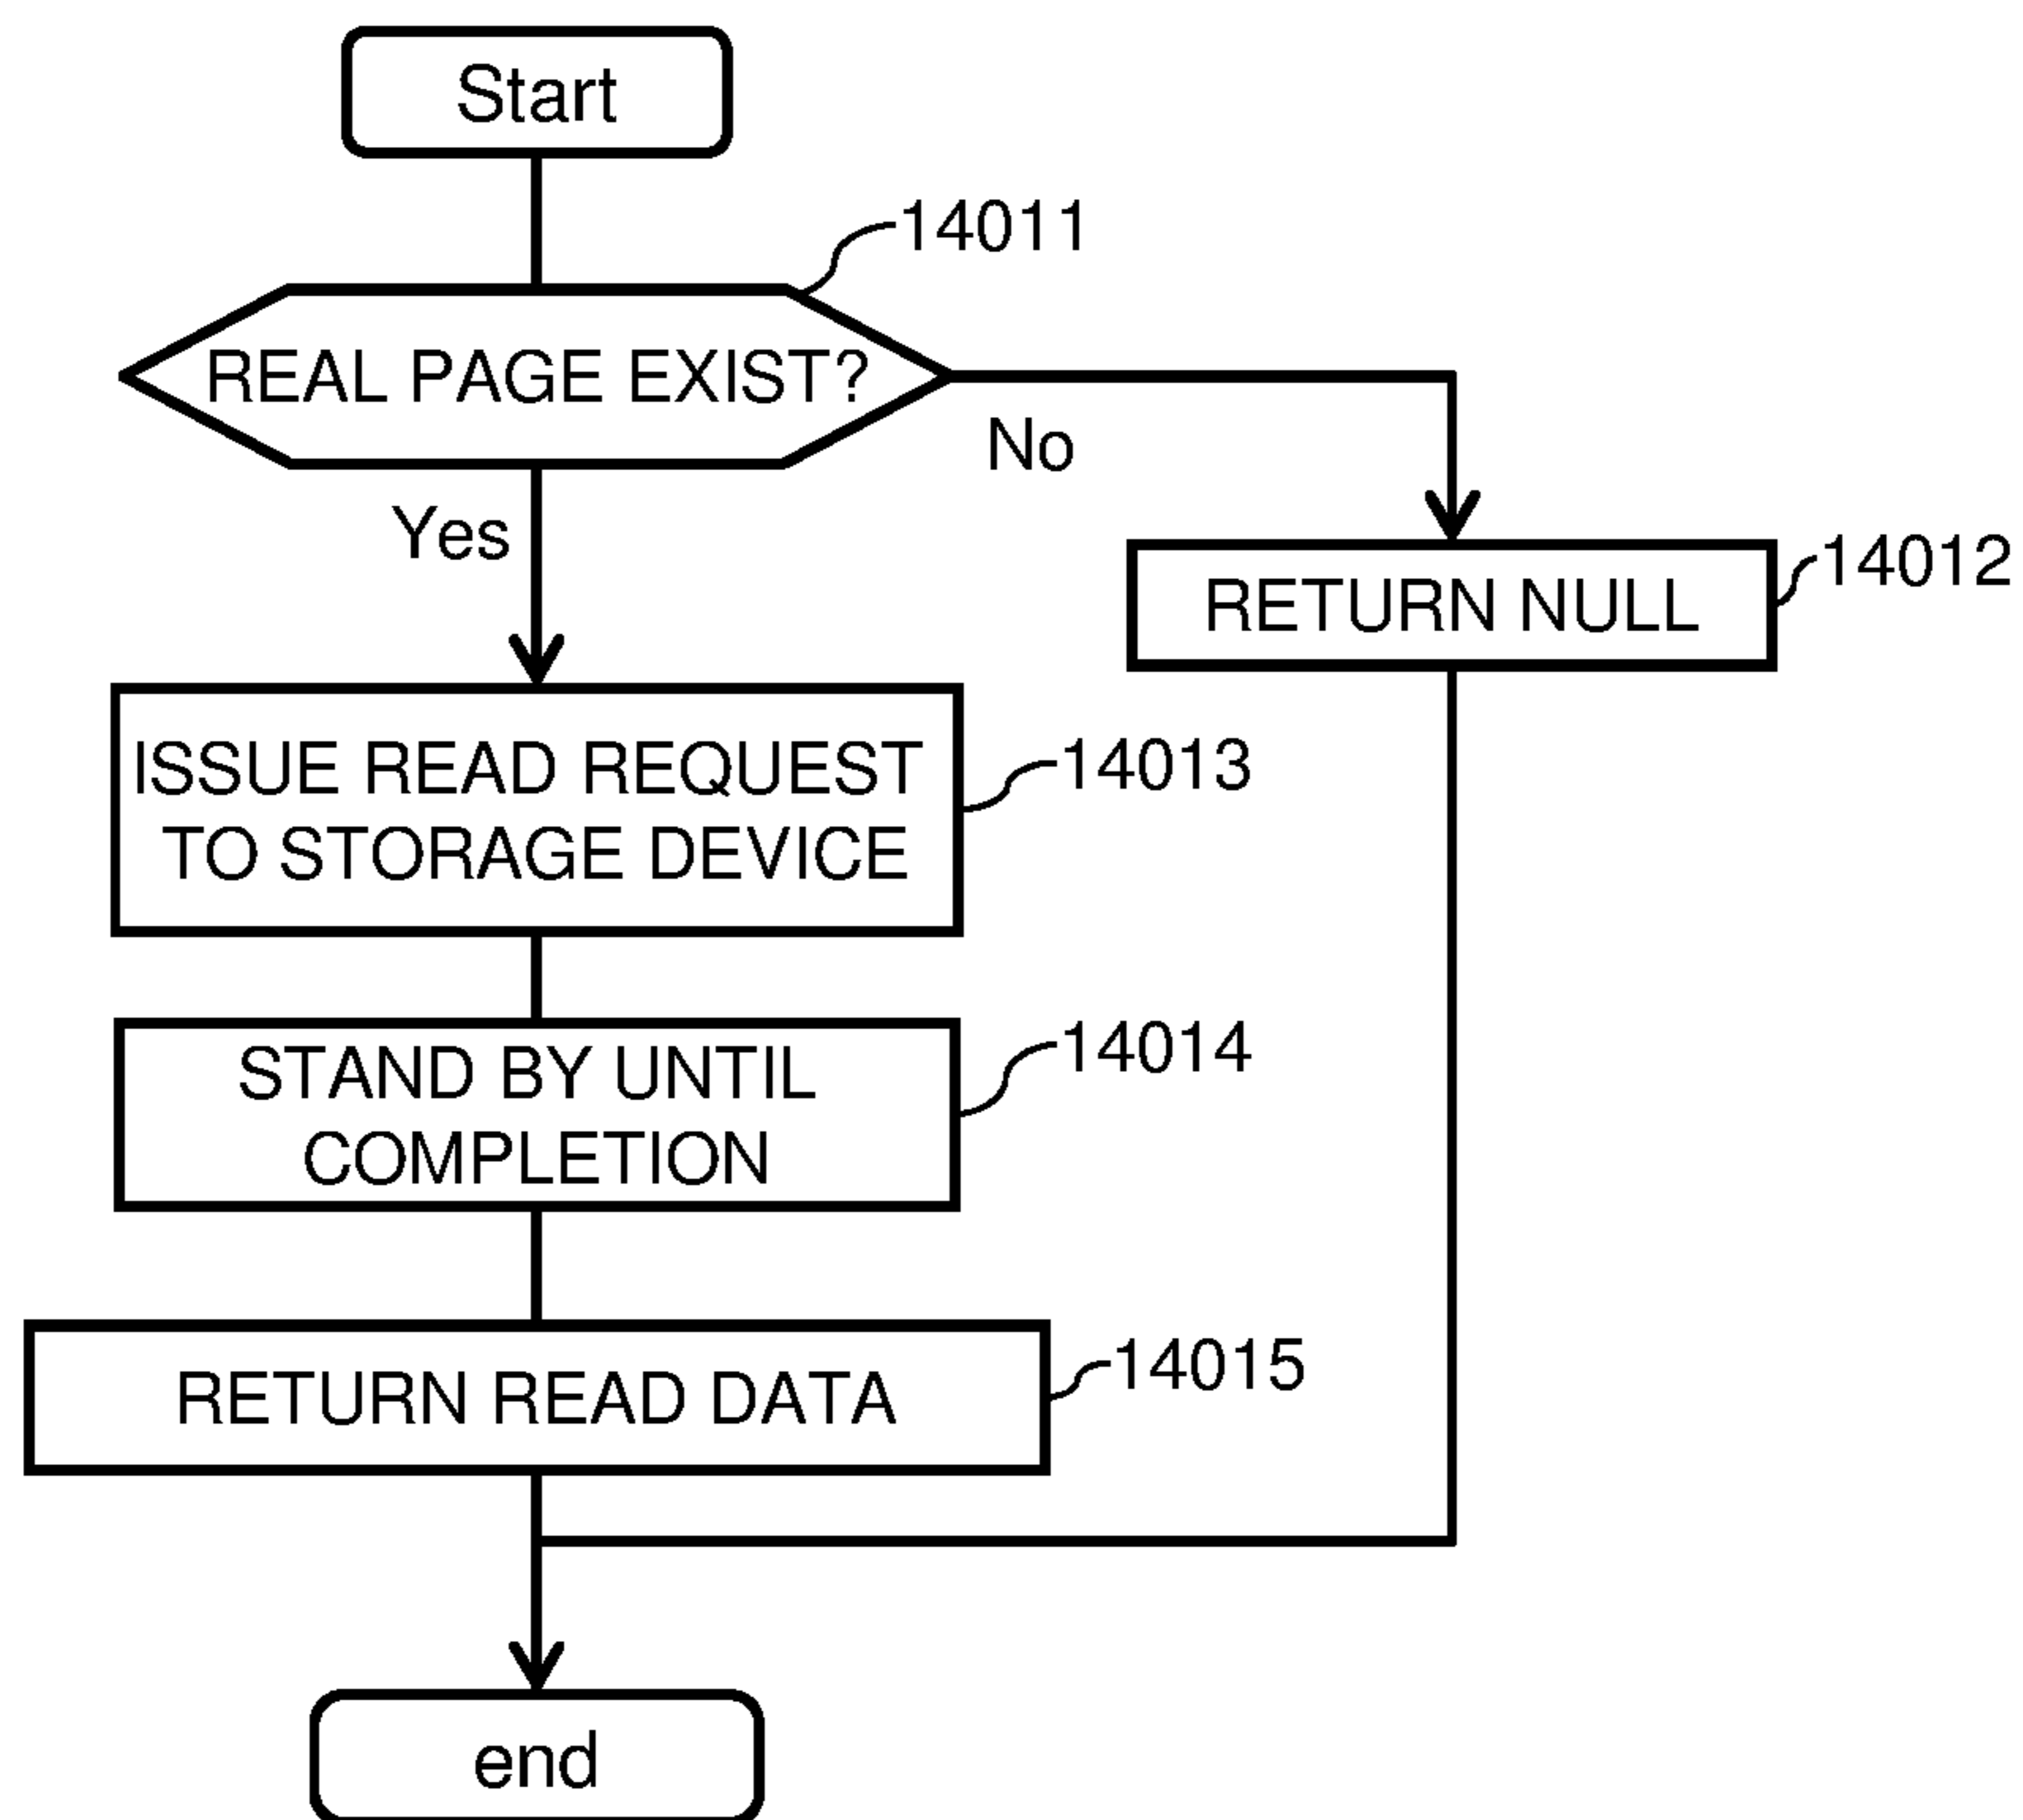 Start
14011
REAL PAGE EXIST?
No
Yes
14012
RETURN NULL
ISSUE READ REQUEST
TO STORAGE DEVICE
14013
STAND BY UNTIL
COMPLETION
14014
RETURN READ DATA
14015
end